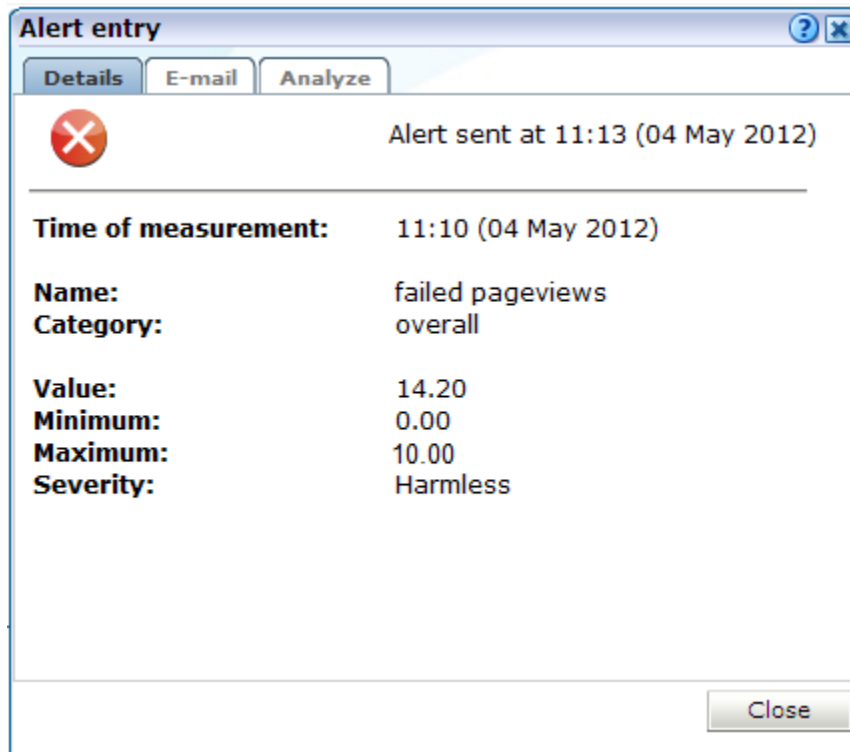 Alert entry
Details E-mail Analyze
Alert sent at 11:13 (04 May 2012)
Time of measurement: 11:10 (04 May 2012)
Name: failed pageviews
Category: overall
Value: 14.20
Minimum: 0.00
Maximum: 10.00
Severity: Harmless
Close